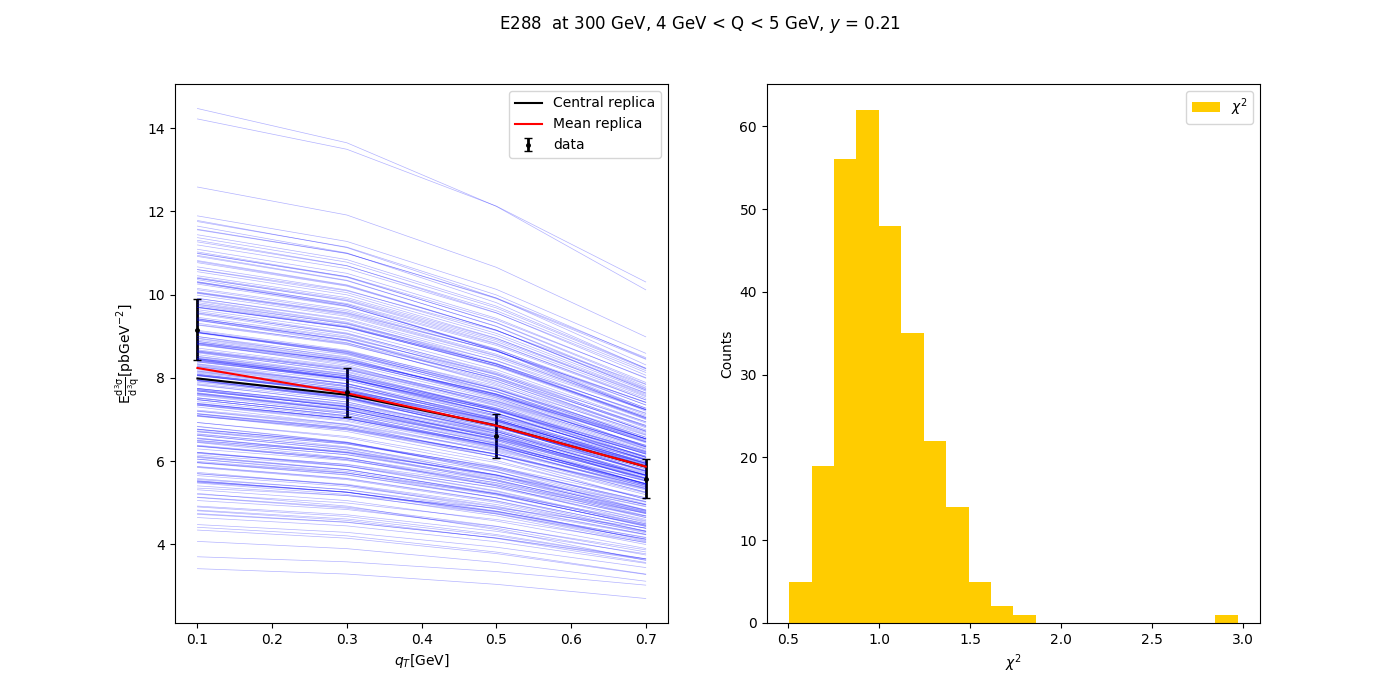 E288  at 300 GeV, 4 GeV < Q < 5 GeV, y = 0.21
Central replica
Mean replica
data
14
12
10
8
6
4
E d³σ/d³q [pbGeV⁻²]
0.1 0.2 0.3 0.4 0.5 0.6 0.7
q_T[GeV]
χ²
60
50
40
30
20
10
0
Counts
0.5 1.0 1.5 2.0 2.5 3.0
χ²